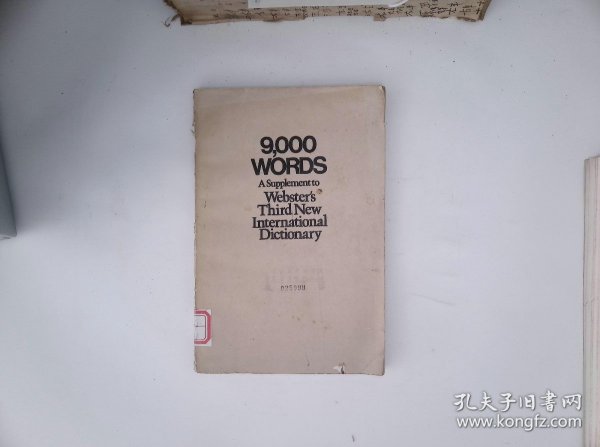 9,000
WORDS
A Supplement to
Webster's
Third New
International
Dictionary
孔夫子旧书网
www.kongfz.com